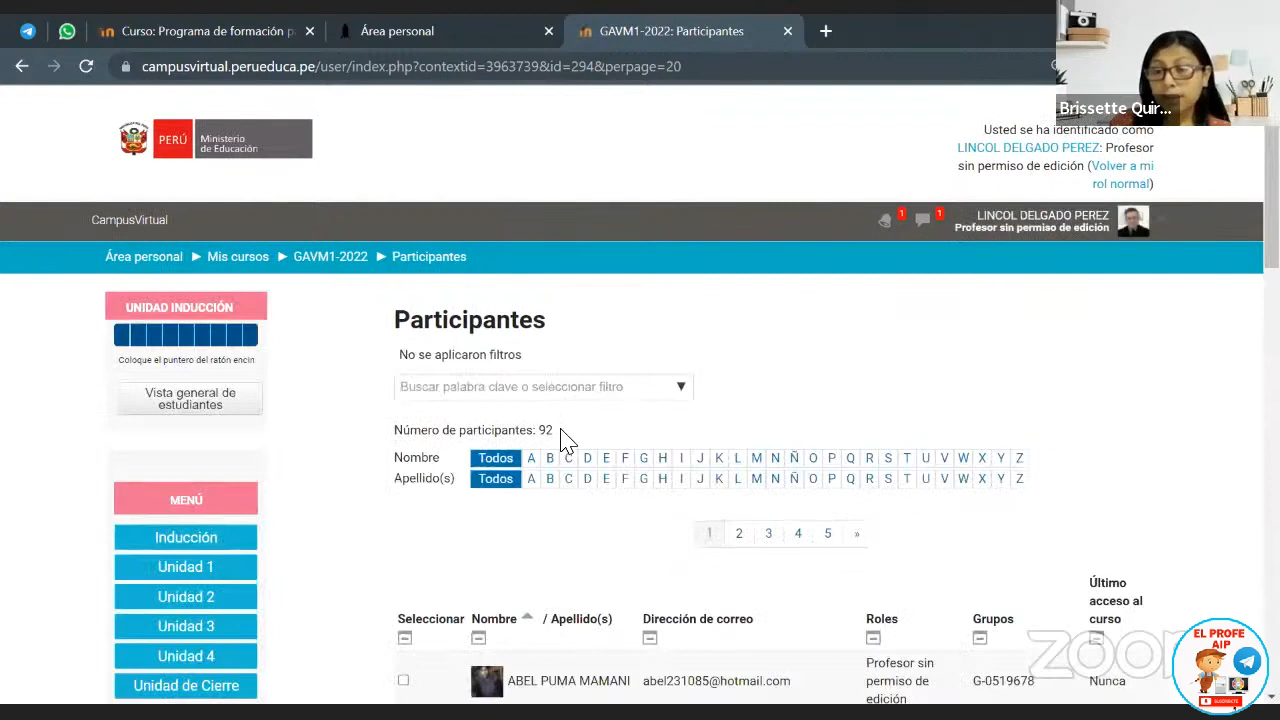 Curso: Programa de formación p
Área personal
GAVM1-2022: Participantes
campusvirtual.perueduca.pe/user/index.php?contextid=3963739&id=294&perpage=20
Brissette Quir...
PERÚ
Ministerio
de Educación
Usted se ha identificado como
LINCOL DELGADO PEREZ: Profesor
sin permiso de edición (Volver a mi
rol normal)
CampusVirtual
1
1
LINCOL DELGADO PEREZ
Profesor sin permiso de edición
Área personal ► Mis cursos ► GAVM1-2022 ► Participantes
UNIDAD INDUCCIÓN
Coloque el puntero del ratón encin
Vista general de
estudiantes
MENÚ
Inducción
Unidad 1
Unidad 2
Unidad 3
Unidad 4
Unidad de Cierre
Participantes
No se aplicaron filtros
Buscar palabra clave o seleccionar filtro ▼
Número de participantes: 92
Nombre Todos A B C D E F G H I J K L M N Ñ O P Q R S T U V W X Y Z
Apellido(s) Todos A B C D E F G H I J K L M N Ñ O P Q R S T U V W X Y Z
1 2 3 4 5 »
Seleccionar Nombre / Apellido(s) Dirección de correo Roles Grupos Último
acceso al
curso
ABEL PUMA MAMANI abel231085@hotmail.com Profesor sin
permiso de
edición G-0519678 Nunca
zoom
EL PROFE
AIP
SUSCRIBETE